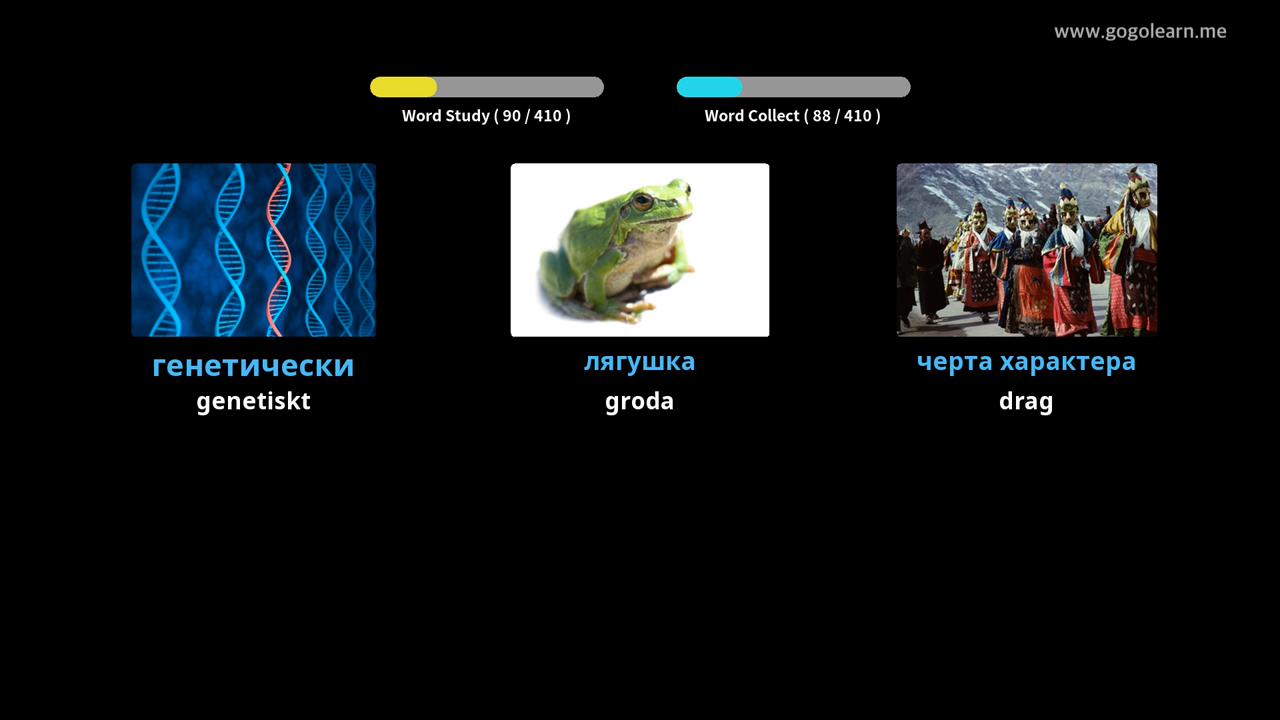 www.gogolearn.me
Word Study ( 90 / 410 )
Word Collect ( 88 / 410 )
генетически
genetiskt
лягушка
groda
черта характера
drag